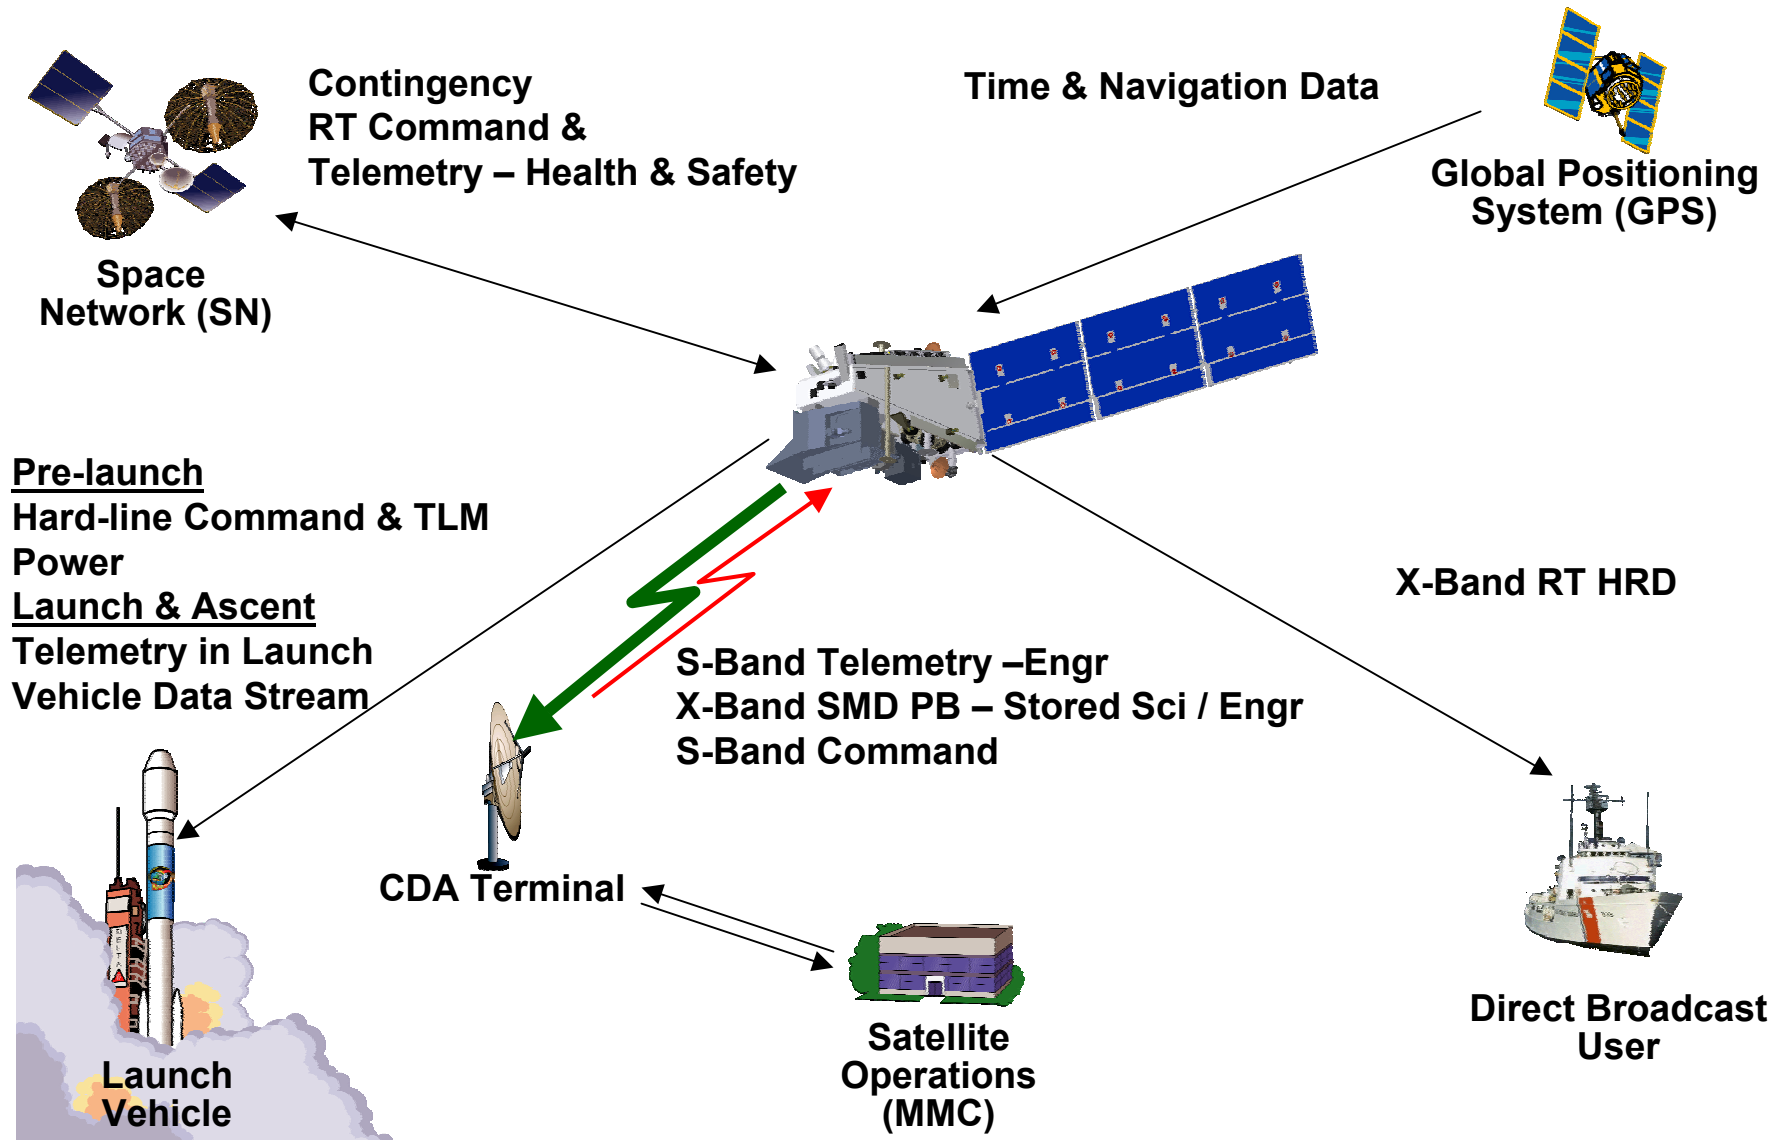 Contingency
RT Command &
Telemetry – Health & Safety
Time & Navigation Data
Global Positioning
System (GPS)
Space
Network (SN)
Pre-launch
Hard-line Command & TLM
Power
Launch & Ascent
Telemetry in Launch
Vehicle Data Stream
X-Band RT HRD
S-Band Telemetry –Engr
X-Band SMD PB – Stored Sci / Engr
S-Band Command
CDA Terminal
DELTA
Launch
Vehicle
Satellite
Operations
(MMC)
Direct Broadcast
User